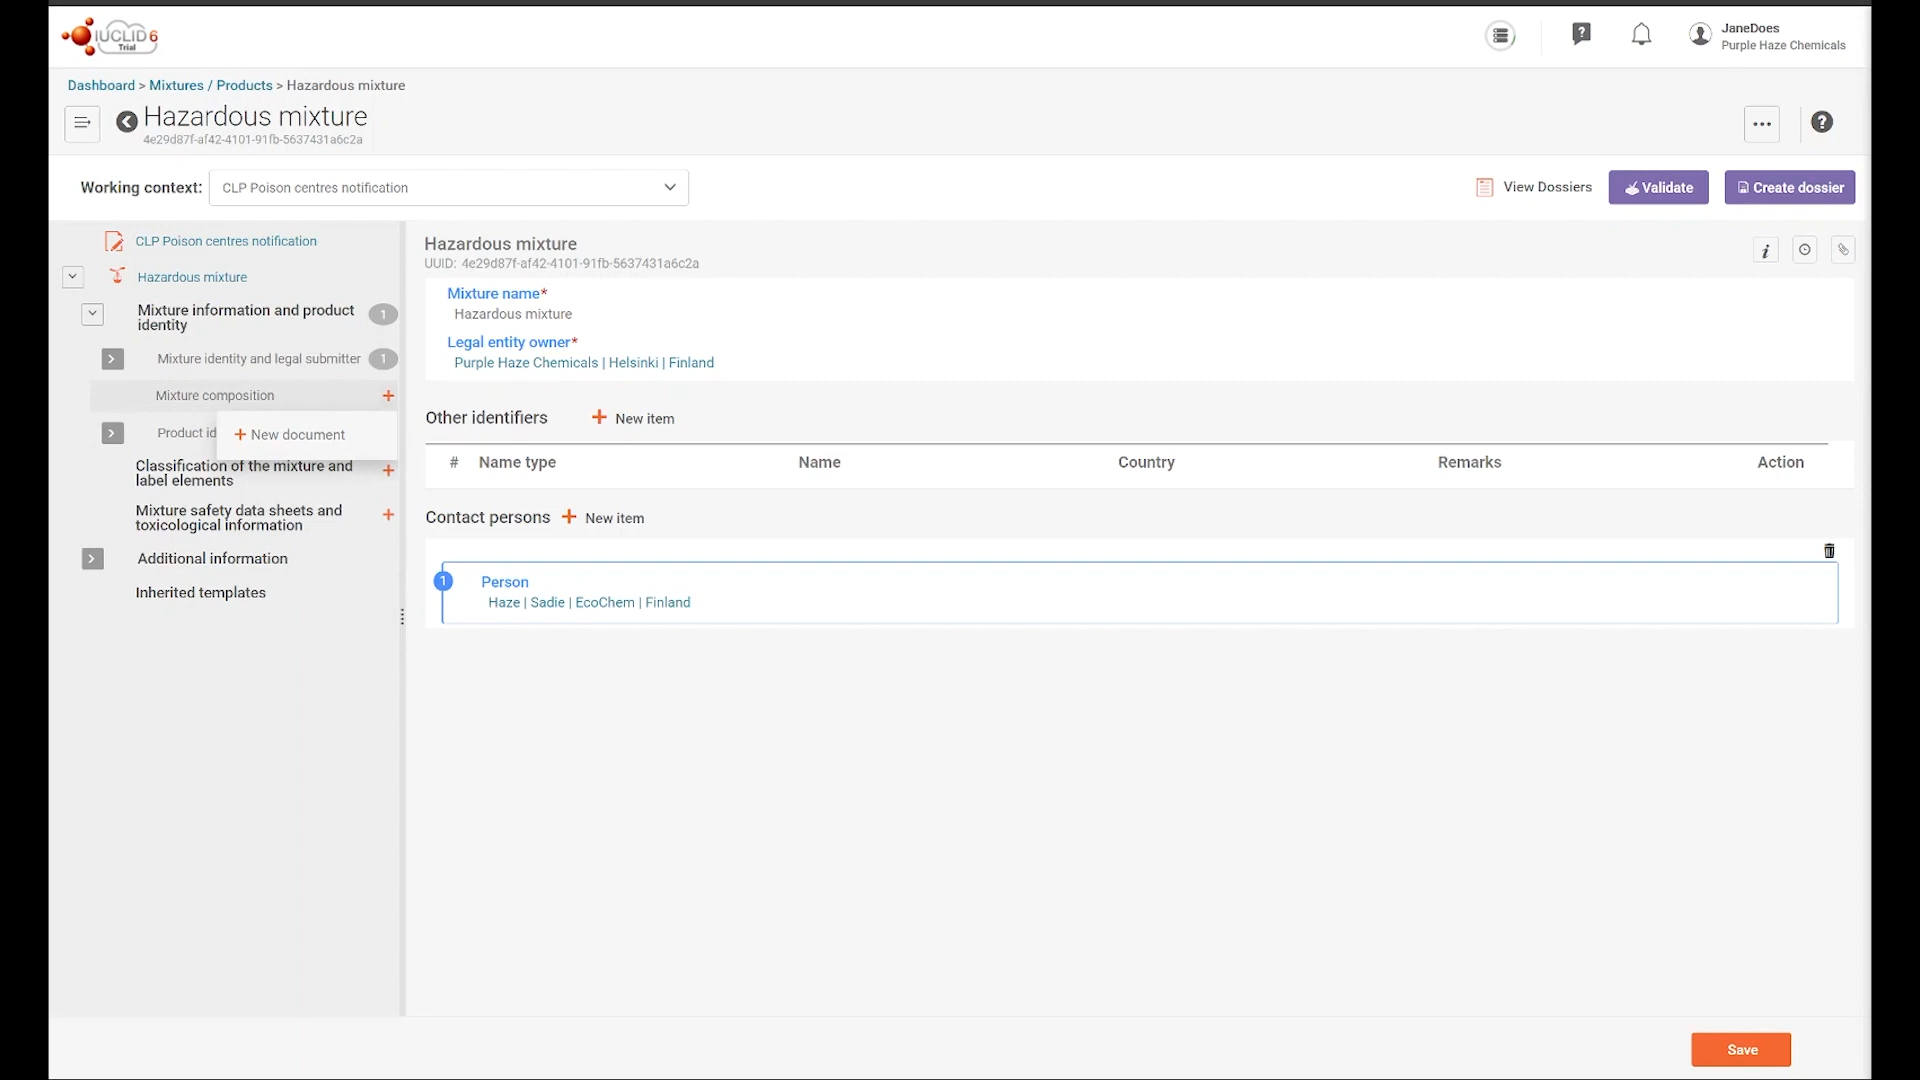 IUCLID 6
Trial
JaneDoes
Purple Haze Chemicals
Dashboard > Mixtures / Products > Hazardous mixture
Hazardous mixture
4e29d87f-af42-4101-91fb-5637431a6c2a
Working context:
CLP Poison centres notification
View Dossiers
Validate
Create dossier
CLP Poison centres notification
Hazardous mixture
Mixture information and product
identity
1
Mixture identity and legal submitter
1
Mixture composition
+
Product id
+ New document
Classification of the mixture and
label elements
+
Mixture safety data sheets and
toxicological information
+
Additional information
Inherited templates
Hazardous mixture
UUID: 4e29d87f-af42-4101-91fb-5637431a6c2a
Mixture name*
Hazardous mixture
Legal entity owner*
Purple Haze Chemicals | Helsinki | Finland
Other identifiers + New item
# Name type Name Country Remarks Action
Contact persons + New item
1
Person
Haze | Sadie | EcoChem | Finland
Save